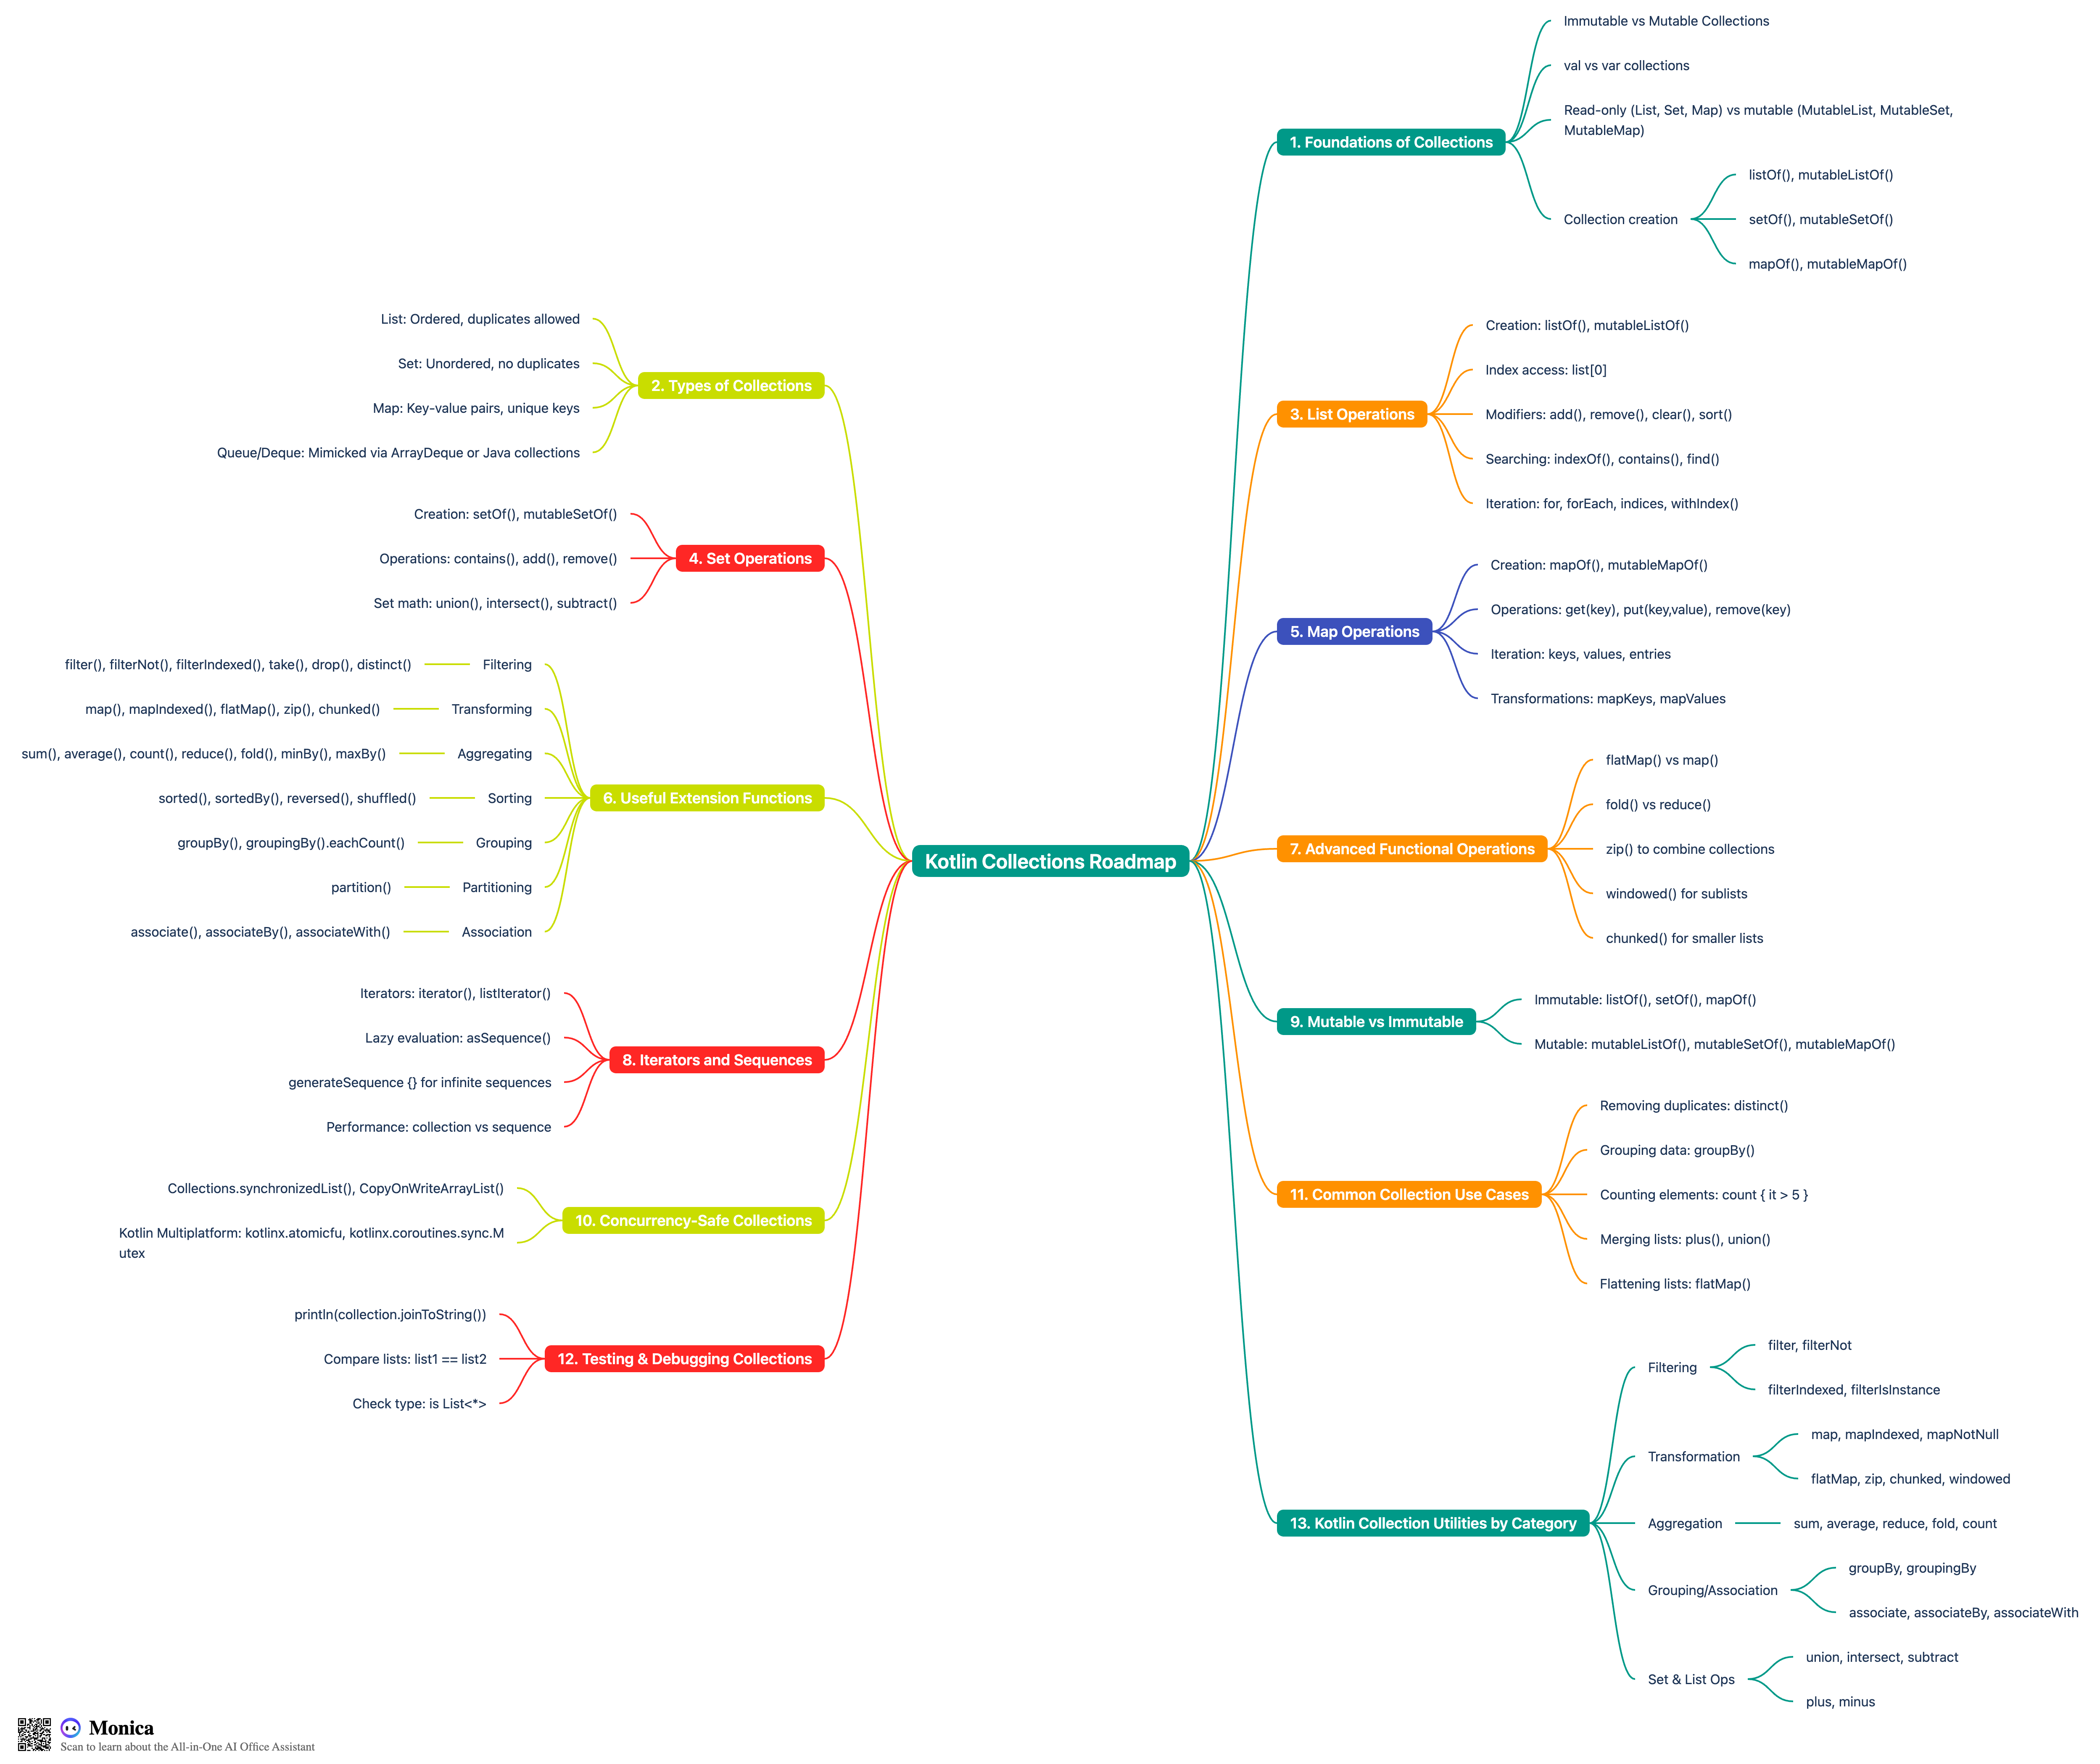 Kotlin Collections Roadmap
1. Foundations of Collections
Immutable vs Mutable Collections
val vs var collections
Read-only (List, Set, Map) vs mutable (MutableList, MutableSet,
MutableMap)
Collection creation
listOf(), mutableListOf()
setOf(), mutableSetOf()
mapOf(), mutableMapOf()
2. Types of Collections
List: Ordered, duplicates allowed
Set: Unordered, no duplicates
Map: Key-value pairs, unique keys
Queue/Deque: Mimicked via ArrayDeque or Java collections
3. List Operations
Creation: listOf(), mutableListOf()
Index access: list[0]
Modifiers: add(), remove(), clear(), sort()
Searching: indexOf(), contains(), find()
Iteration: for, forEach, indices, withIndex()
4. Set Operations
Creation: setOf(), mutableSetOf()
Operations: contains(), add(), remove()
Set math: union(), intersect(), subtract()
5. Map Operations
Creation: mapOf(), mutableMapOf()
Operations: get(key), put(key,value), remove(key)
Iteration: keys, values, entries
Transformations: mapKeys, mapValues
6. Useful Extension Functions
Filtering
filter(), filterNot(), filterIndexed(), take(), drop(), distinct()
Transforming
map(), mapIndexed(), flatMap(), zip(), chunked()
Aggregating
sum(), average(), count(), reduce(), fold(), minBy(), maxBy()
Sorting
sorted(), sortedBy(), reversed(), shuffled()
Grouping
groupBy(), groupingBy().eachCount()
Partitioning
partition()
Association
associate(), associateBy(), associateWith()
7. Advanced Functional Operations
flatMap() vs map()
fold() vs reduce()
zip() to combine collections
windowed() for sublists
chunked() for smaller lists
8. Iterators and Sequences
Iterators: iterator(), listIterator()
Lazy evaluation: asSequence()
generateSequence {} for infinite sequences
Performance: collection vs sequence
9. Mutable vs Immutable
Immutable: listOf(), setOf(), mapOf()
Mutable: mutableListOf(), mutableSetOf(), mutableMapOf()
10. Concurrency-Safe Collections
Collections.synchronizedList(), CopyOnWriteArrayList()
Kotlin Multiplatform: kotlinx.atomicfu, kotlinx.coroutines.sync.M
utex
11. Common Collection Use Cases
Removing duplicates: distinct()
Grouping data: groupBy()
Counting elements: count { it > 5 }
Merging lists: plus(), union()
Flattening lists: flatMap()
12. Testing & Debugging Collections
println(collection.joinToString())
Compare lists: list1 == list2
Check type: is List<*>
13. Kotlin Collection Utilities by Category
Filtering
filter, filterNot
filterIndexed, filterIsInstance
Transformation
map, mapIndexed, mapNotNull
flatMap, zip, chunked, windowed
Aggregation
sum, average, reduce, fold, count
Grouping/Association
groupBy, groupingBy
associate, associateBy, associateWith
Set & List Ops
union, intersect, subtract
plus, minus
Monica
Scan to learn about the All-in-One AI Office Assistant